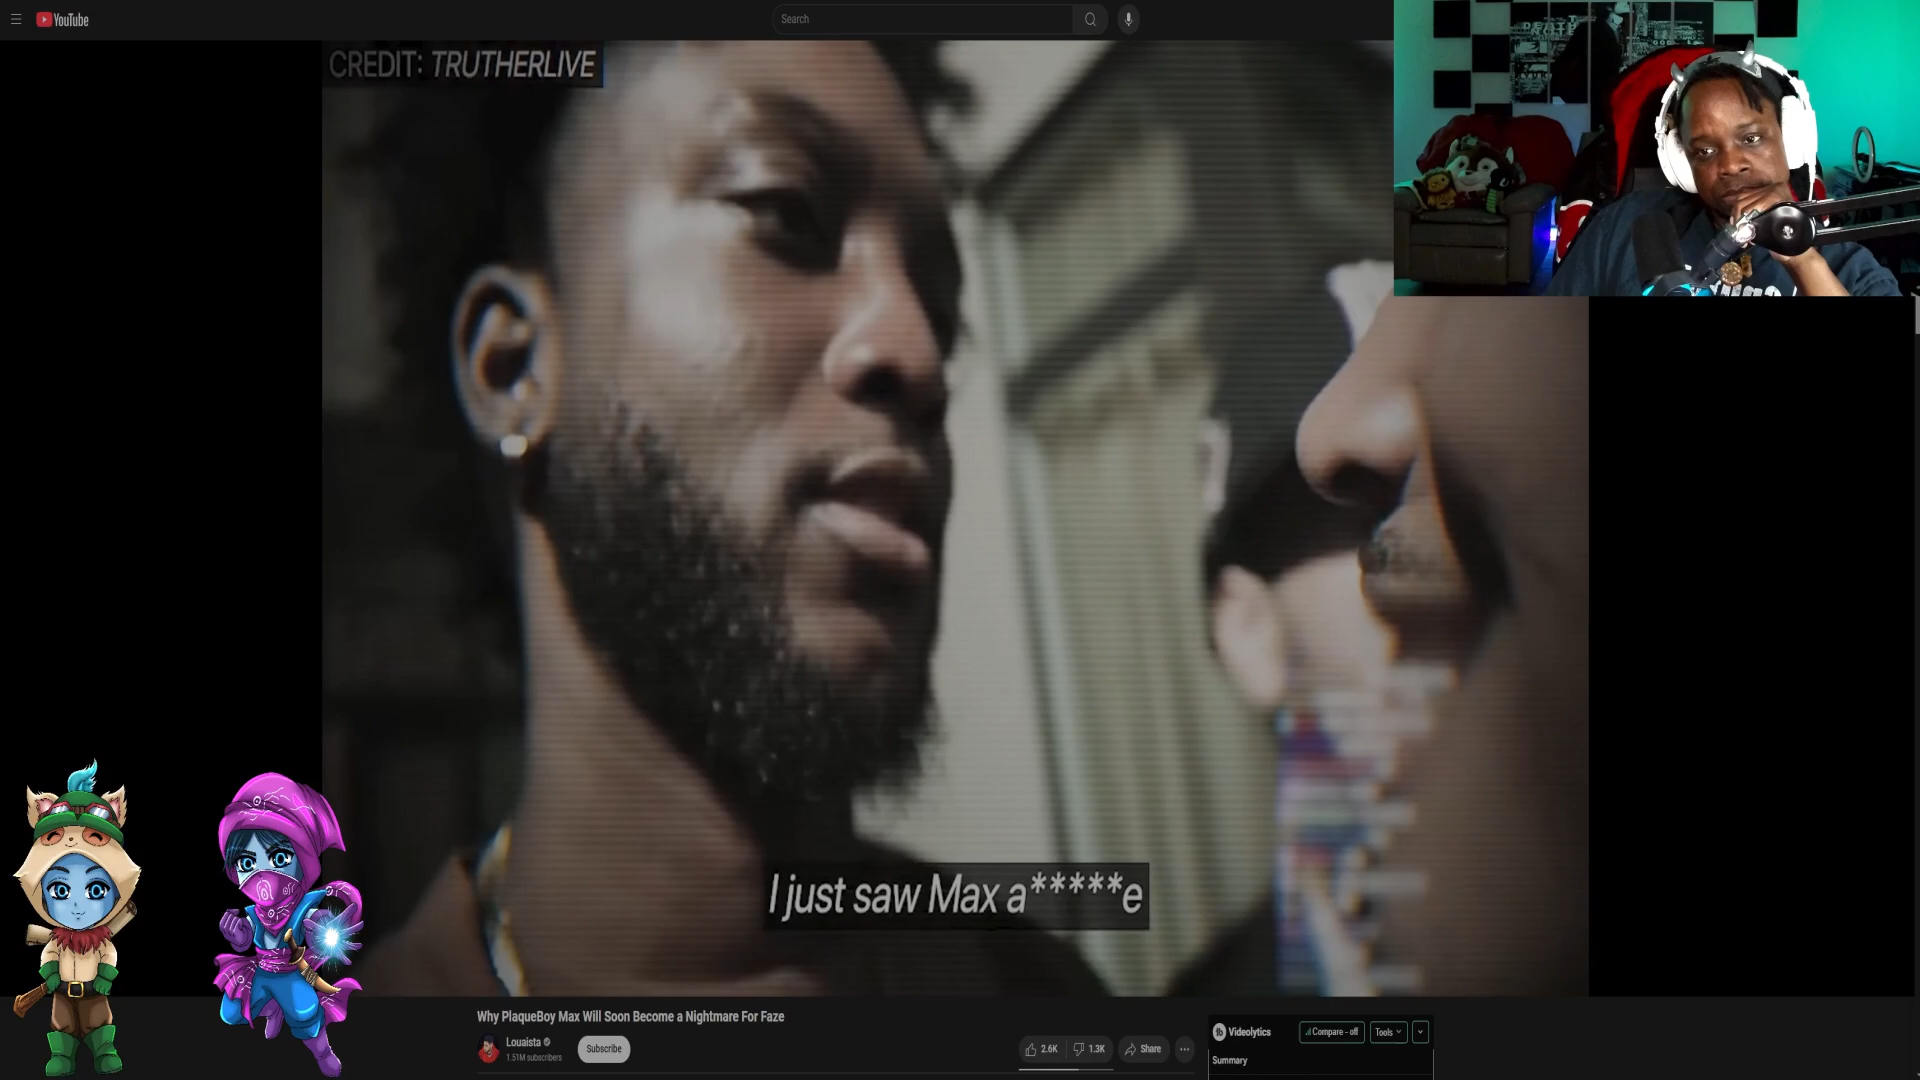 YouTube
Search
CREDIT: TRUTHERLIVE
I just saw Max a*****e
Why PlaqueBoy Max Will Soon Become a Nightmare For Faze
Louaista
1.51M subscribers
Subscribe
2.6K
1.3K
Share
Videolytics
Compare - off
Tools
Summary